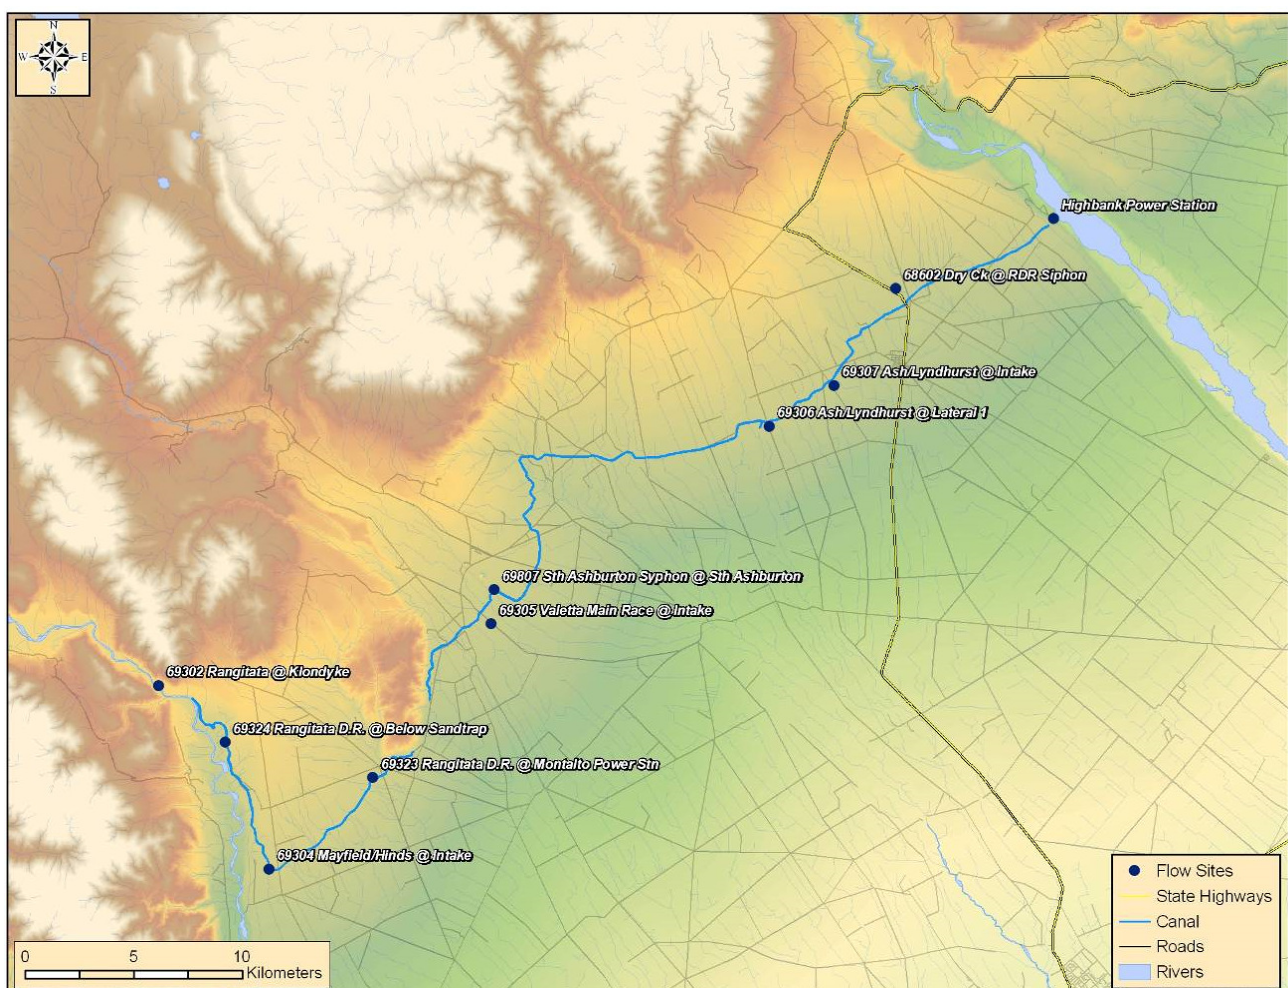 N
W E
S
Highbank Power Station
68602 Dry Ck @ RDR Siphon
69307 Ash/Lyndhurst @ Intake
69306 Ash/Lyndhurst @ Lateral 1
69807 Sth Ashburton Syphon @ Sth Ashburton
69305 Valetta Main Race @ Intake
69302 Rangitata @ Klondyke
69324 Rangitata D.R. @ Below Sandtrap
69323 Rangitata D.R. @ Montalto Power Stn
69304 Mayfield/Hinds @ Intake
Flow Sites
State Highways
Canal
Roads
Rivers
0 5 10
Kilometers